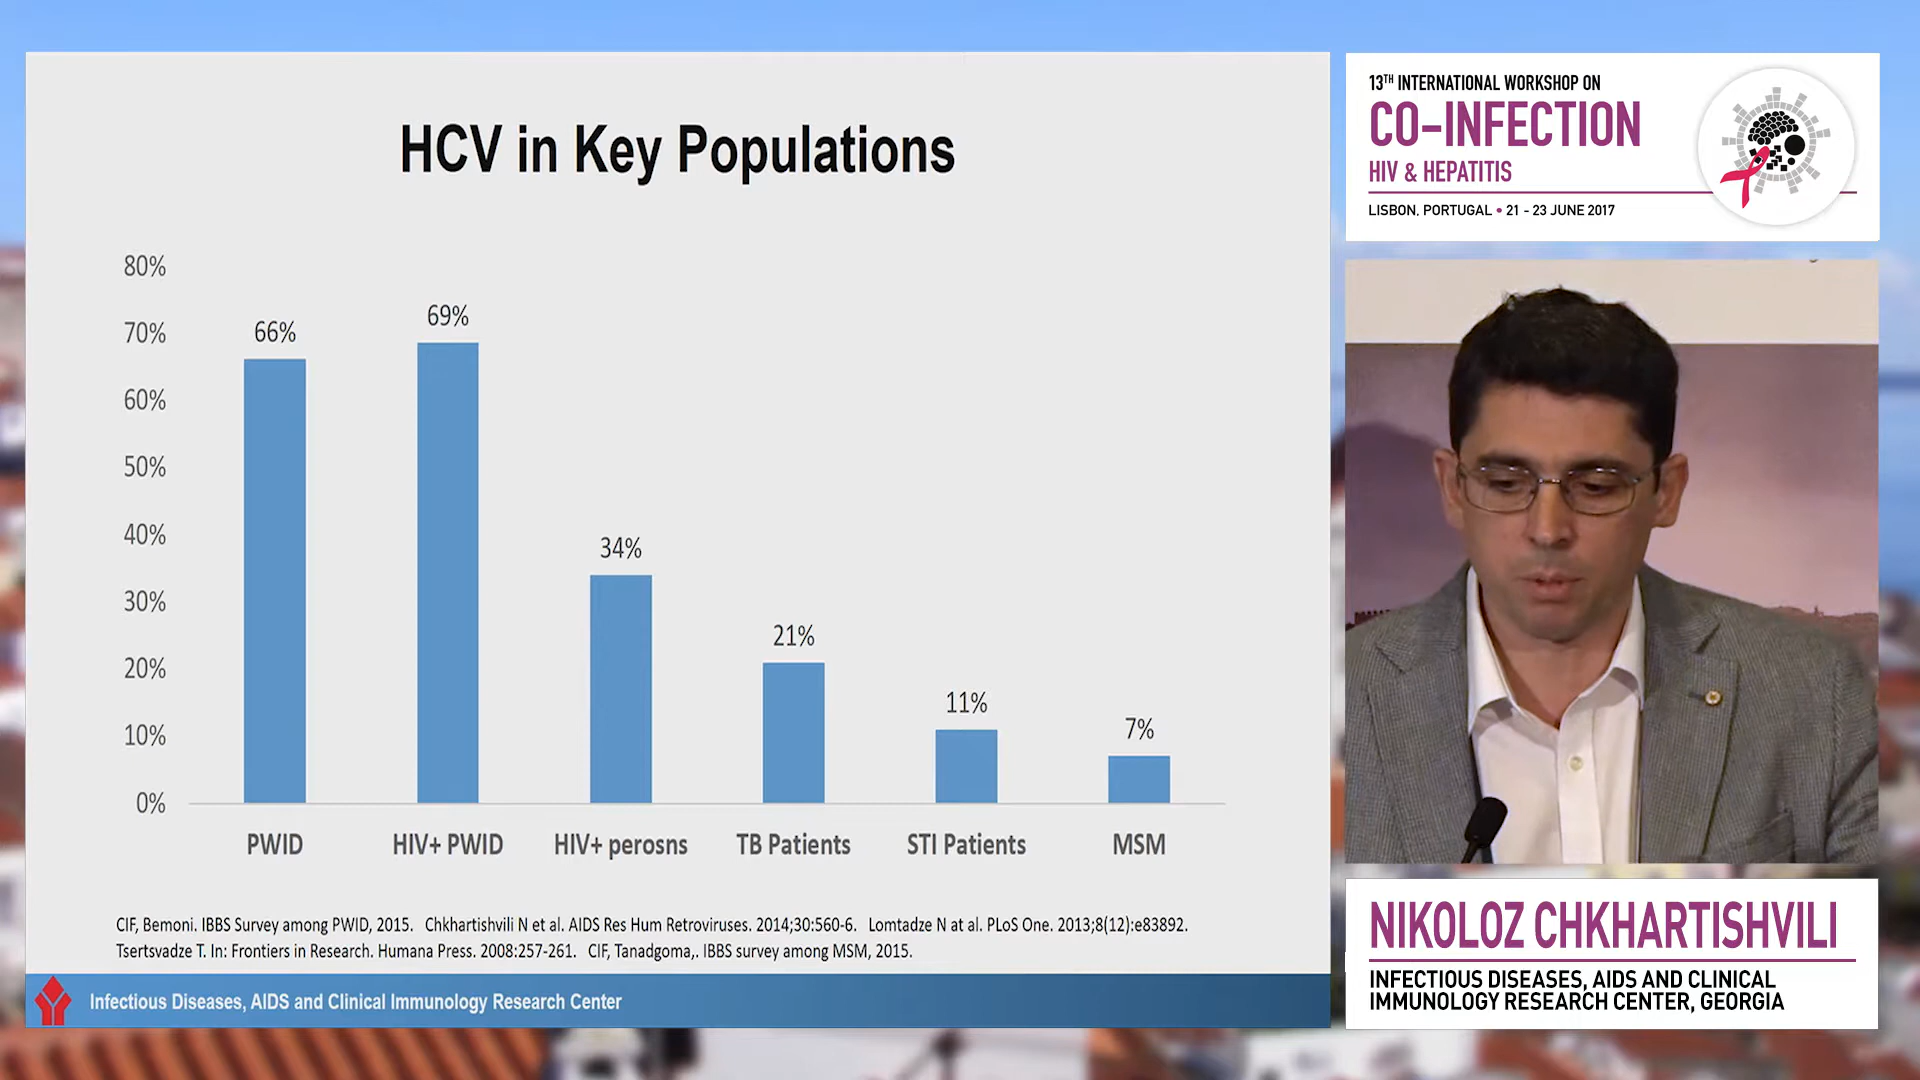 HCV in Key Populations
80%
70%
60%
50%
40%
30%
20%
10%
0%
66%
69%
34%
21%
11%
7%
PWID
HIV+ PWID
HIV+ perosns
TB Patients
STI Patients
MSM
CIF, Bemoni. IBBS Survey among PWID, 2015. Chkhartishvili N et al. AIDS Res Hum Retroviruses. 2014;30:560-6. Lomtadze N at al. PLoS One. 2013;8(12):e83892.
Tsertsvadze T. In: Frontiers in Research. Humana Press. 2008:257-261. CIF, Tanadgoma,. IBBS survey among MSM, 2015.
Infectious Diseases, AIDS and Clinical Immunology Research Center
13TH INTERNATIONAL WORKSHOP ON
CO-INFECTION
HIV & HEPATITIS
LISBON, PORTUGAL • 21 - 23 JUNE 2017
NIKOLOZ CHKHARTISHVILI
INFECTIOUS DISEASES, AIDS AND CLINICAL
IMMUNOLOGY RESEARCH CENTER, GEORGIA